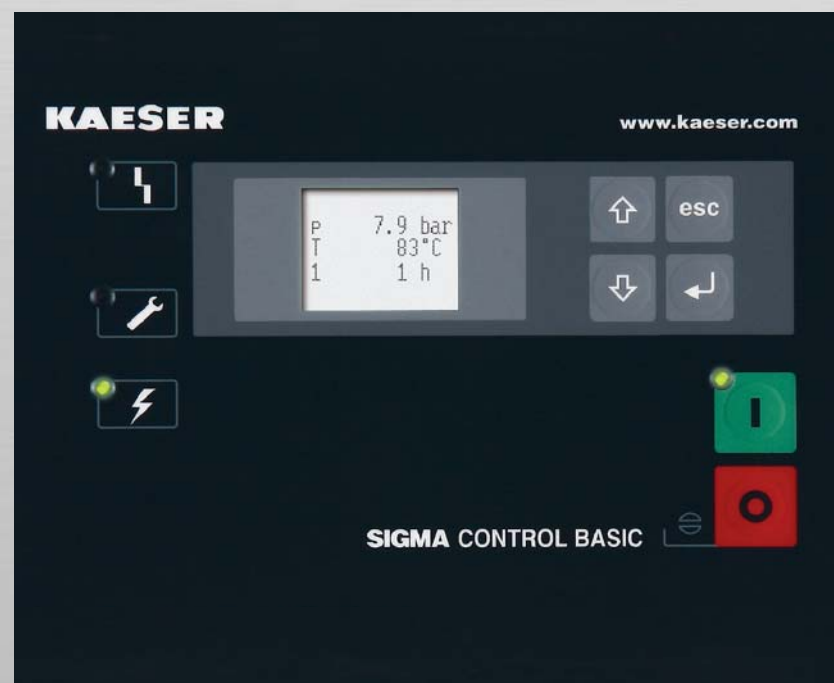 KAESER
www.kaeser.com
P 7.9 bar
T 83°C
1 1 h
esc
SIGMA CONTROL BASIC